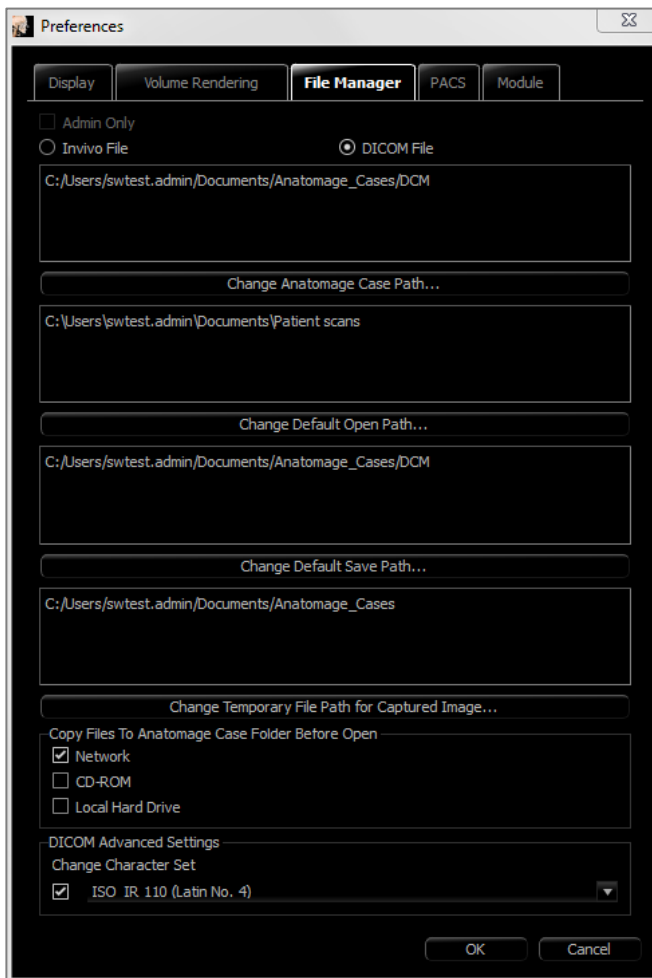 Preferences
Display Volume Rendering File Manager PACS Module
Admin Only
Invivo File DICOM File
C:/Users/swtest.admin/Documents/Anatomage_Cases/DCM
Change Anatomage Case Path...
C:\Users\swtest.admin\Documents\Patient scans
Change Default Open Path...
C:/Users/swtest.admin/Documents/Anatomage_Cases/DCM
Change Default Save Path...
C:/Users/swtest.admin/Documents/Anatomage_Cases
Change Temporary File Path for Captured Image...
Copy Files To Anatomage Case Folder Before Open
Network
CD-ROM
Local Hard Drive
DICOM Advanced Settings
Change Character Set
ISO IR 110 (Latin No. 4)
OK Cancel